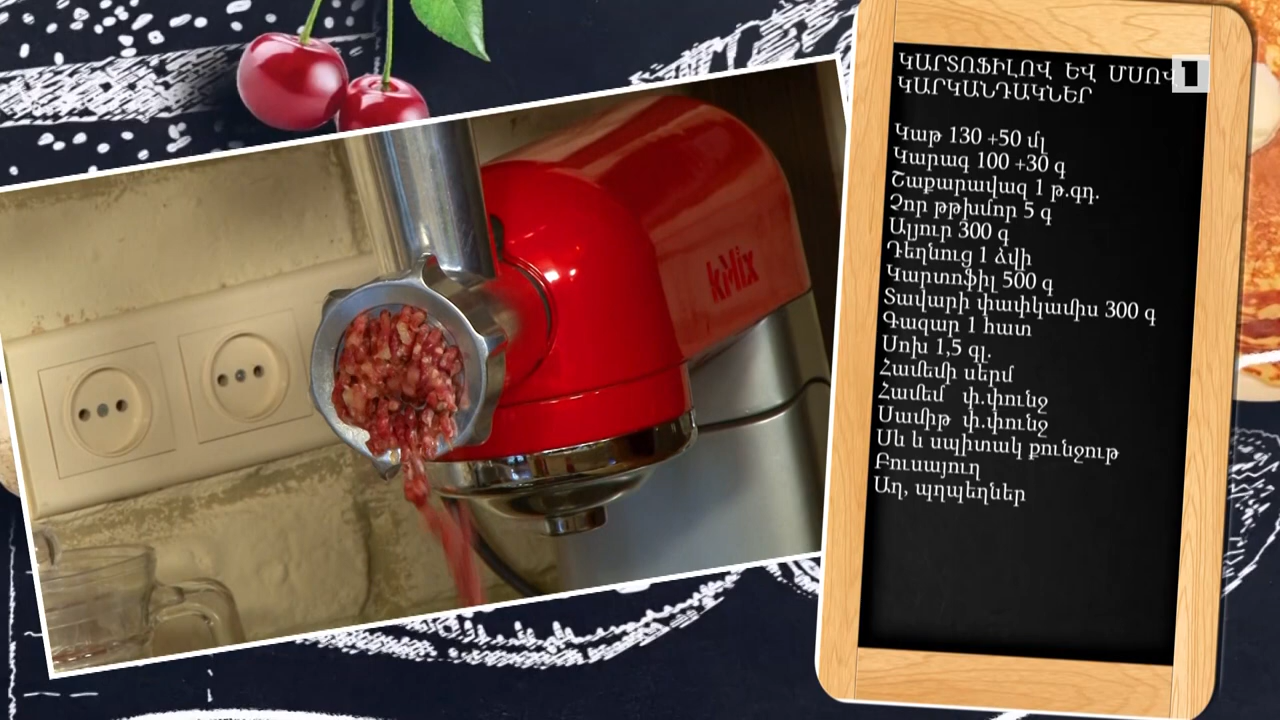 kMix
ԿԱՐՏՈՖԻԼՈՎ ԵՎ ՄՍՈՎ
1
ԿԱՐԿԱՆԴԱԿՆԵՐ
Կաթ 130 +50 մլ
Կարագ 100 +30 գ
Շաքարավազ 1 թ.գդ.
Չոր թթխմոր 5 գ
Ալյուր 300 գ
Դեղնուց 1 ձվի
Կարտոֆիլ 500 գ
Տավարի փափկամիս 300 գ
Գազար 1 հատ
Սոխ 1,5 գլ.
Համեմի սերմ
Համեմ փ.փունջ
Սամիթ փ.փունջ
Սև և սպիտակ քունջութ
Բուսայուղ
Աղ, պղպեղներ